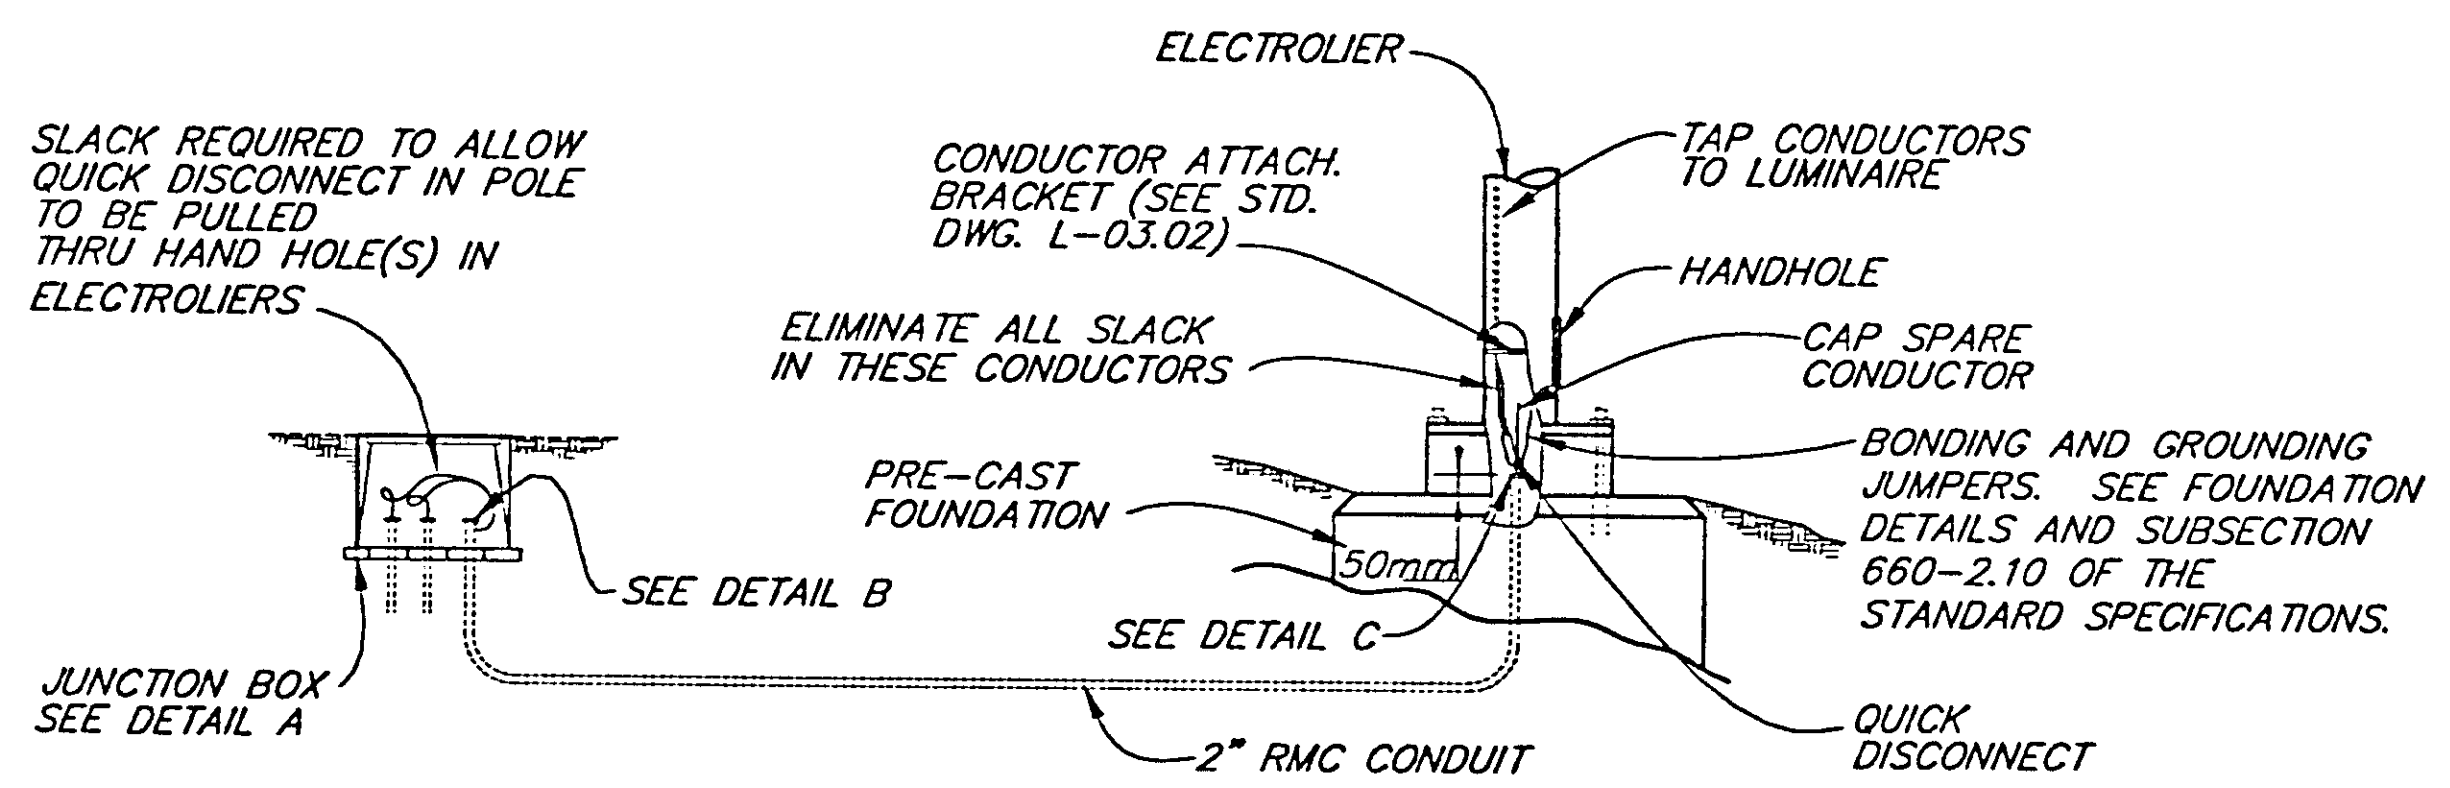 ELECTROLIER
SLACK REQUIRED TO ALLOW
QUICK DISCONNECT IN POLE
TO BE PULLED
THRU HAND HOLE(S) IN
ELECTROLIERS
CONDUCTOR ATTACH.
BRACKET (SEE STD.
DWG. L-03.02)
TAP CONDUCTORS
TO LUMINAIRE
HANDHOLE
ELIMINATE ALL SLACK
IN THESE CONDUCTORS
CAP SPARE
CONDUCTOR
PRE-CAST
FOUNDATION
BONDING AND GROUNDING
JUMPERS. SEE FOUNDATION
DETAILS AND SUBSECTION
660-2.10 OF THE
STANDARD SPECIFICATIONS.
50mm
SEE DETAIL B
SEE DETAIL C
JUNCTION BOX
SEE DETAIL A
2" RMC CONDUIT
QUICK
DISCONNECT